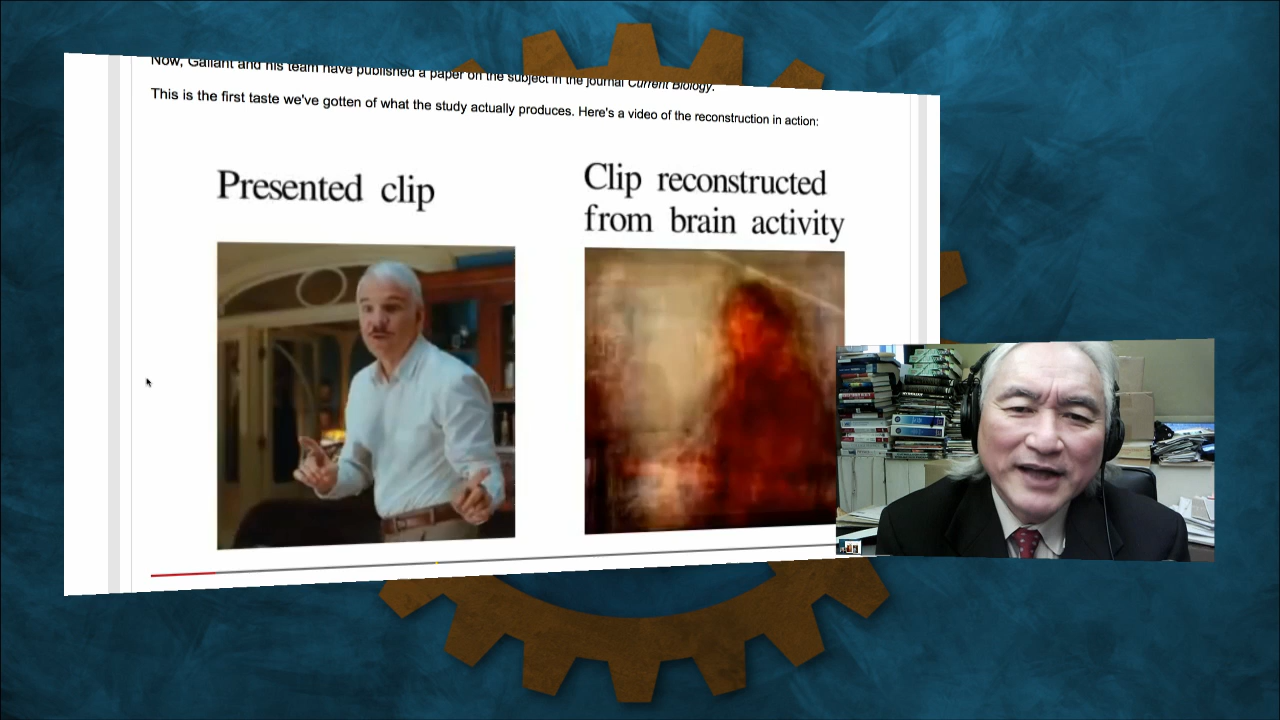 Now, Gallant and his team have published a paper on the subject in the journal Current Biology.
This is the first taste we've gotten of what the study actually produces. Here's a video of the reconstruction in action:
Presented clip
Clip reconstructed
from brain activity